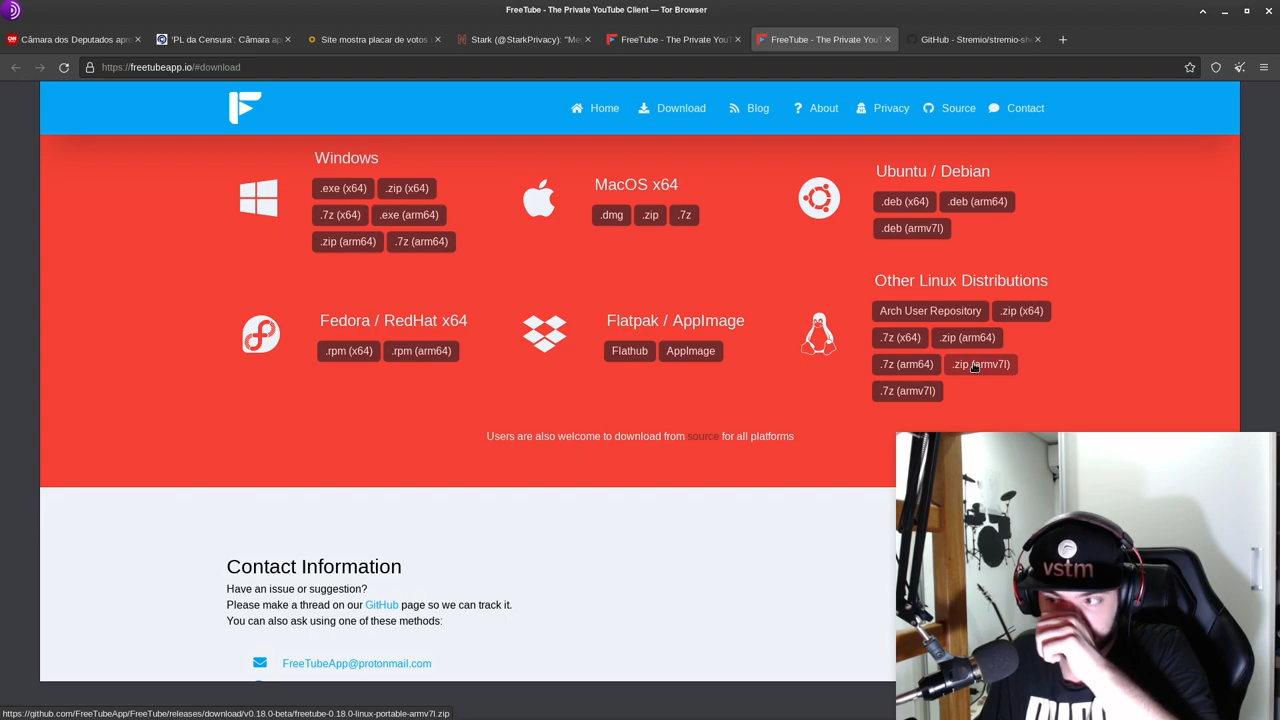 FreeTube - The Private YouTube Client — Tor Browser
Câmara dos Deputados apro
'PL da Censura': Câmara ap
Site mostra placar de votos
Stark (@StarkPrivacy): "Me
FreeTube - The Private YouT
FreeTube - The Private YouT
GitHub - Stremio/stremio-sh
https://freetubeapp.io/#download
Home Download Blog About Privacy Source Contact
Windows
.exe (x64) .zip (x64)
.7z (x64) .exe (arm64)
.zip (arm64) .7z (arm64)
MacOS x64
.dmg .zip .7z
Ubuntu / Debian
.deb (x64) .deb (arm64)
.deb (armv7l)
Fedora / RedHat x64
.rpm (x64) .rpm (arm64)
Flatpak / AppImage
Flathub AppImage
Other Linux Distributions
Arch User Repository .zip (x64)
.7z (x64) .zip (arm64)
.7z (arm64) .zip (armv7l)
.7z (armv7l)
Users are also welcome to download from source for all platforms
Contact Information
Have an issue or suggestion?
Please make a thread on our GitHub page so we can track it.
You can also ask using one of these methods:
FreeTubeApp@protonmail.com
https://github.com/FreeTubeApp/FreeTube/releases/download/v0.18.0-beta/freetube-0.18.0-linux-portable-armv7l.zip
vstm